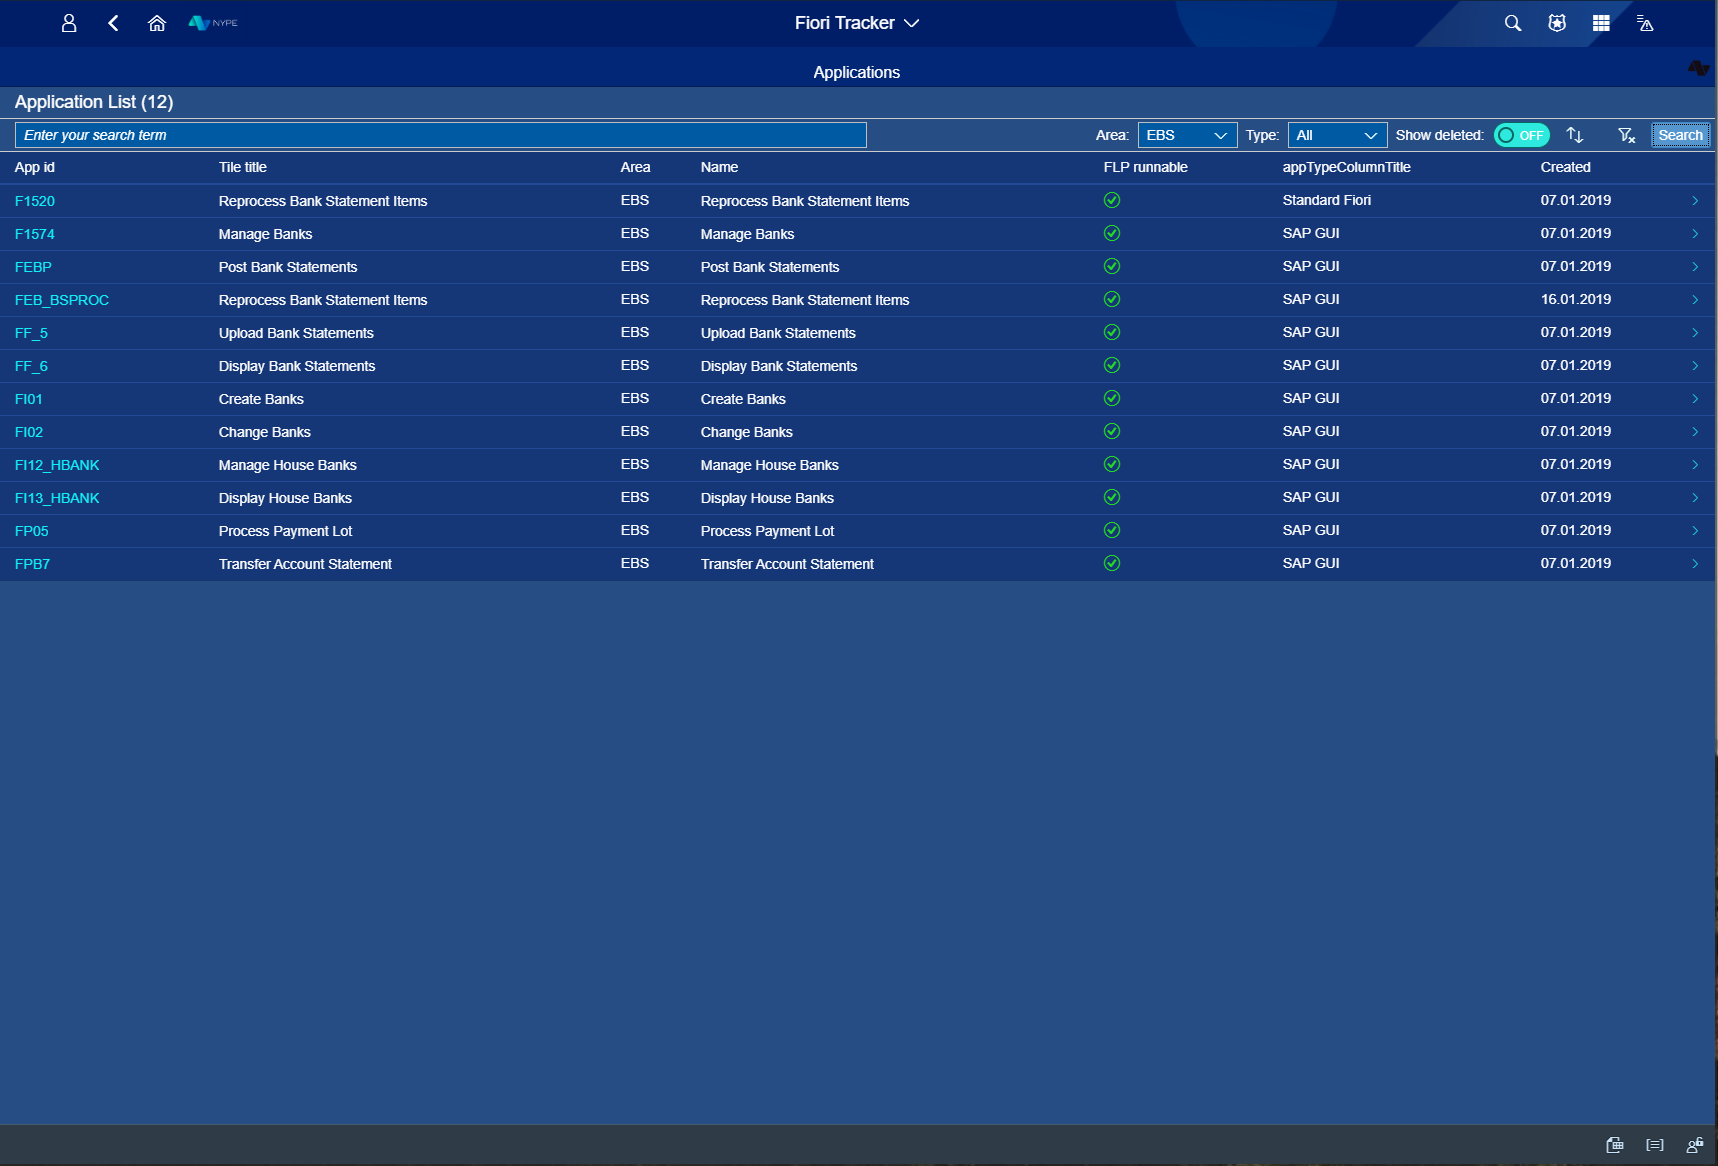 NYPE Fiori Tracker
Applications
Application List (12)
Enter your search term Area: EBS Type: All Show deleted: OFF Search
App id Tile title Area Name FLP runnable appTypeColumnTitle Created
F1520 Reprocess Bank Statement Items EBS Reprocess Bank Statement Items Standard Fiori 07.01.2019
F1574 Manage Banks EBS Manage Banks SAP GUI 07.01.2019
FEBP Post Bank Statements EBS Post Bank Statements SAP GUI 07.01.2019
FEB_BSPROC Reprocess Bank Statement Items EBS Reprocess Bank Statement Items SAP GUI 16.01.2019
FF_5 Upload Bank Statements EBS Upload Bank Statements SAP GUI 07.01.2019
FF_6 Display Bank Statements EBS Display Bank Statements SAP GUI 07.01.2019
FI01 Create Banks EBS Create Banks SAP GUI 07.01.2019
FI02 Change Banks EBS Change Banks SAP GUI 07.01.2019
FI12_HBANK Manage House Banks EBS Manage House Banks SAP GUI 07.01.2019
FI13_HBANK Display House Banks EBS Display House Banks SAP GUI 07.01.2019
FP05 Process Payment Lot EBS Process Payment Lot SAP GUI 07.01.2019
FPB7 Transfer Account Statement EBS Transfer Account Statement SAP GUI 07.01.2019